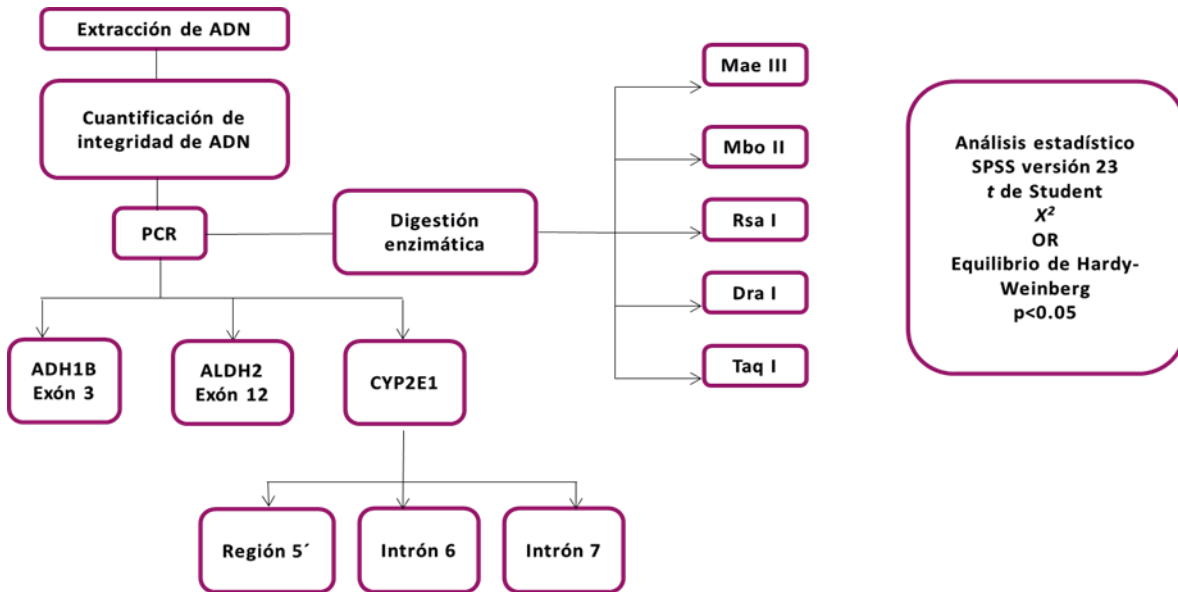 Extracción de ADN
Cuantificación de
integridad de ADN
PCR
Digestión
enzimática
ADH1B
Exón 3
ALDH2
Exón 12
CYP2E1
Región 5´
Intrón 6
Intrón 7
Mae III
Mbo II
Rsa I
Dra I
Taq I
Análisis estadístico
SPSS versión 23
t de Student
X²
OR
Equilibrio de Hardy-
Weinberg
p<0.05